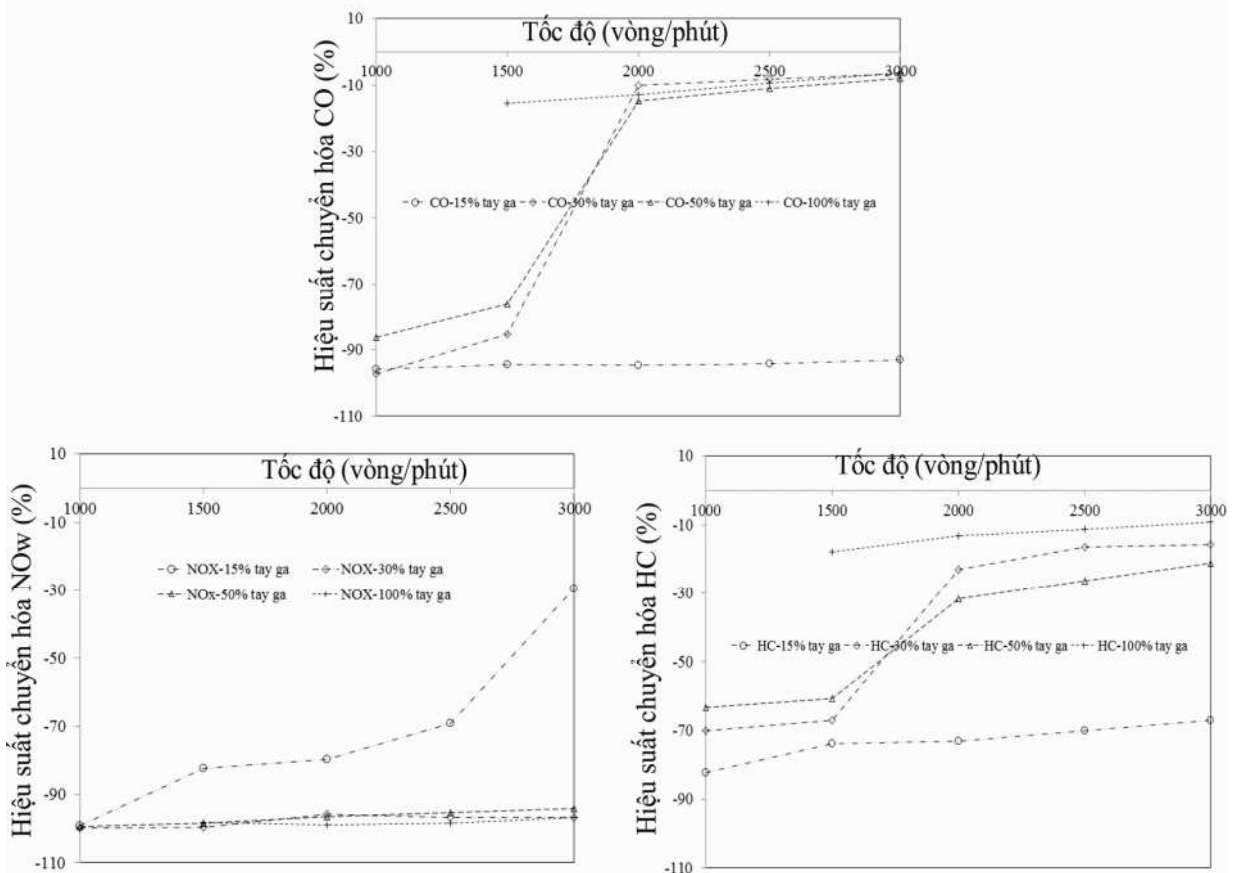 10
Tốc độ (vòng/phút)
Hiệu suất chuyển hóa CO (%)
1000 1500 2000 2500 3000
-10
-30
CO-15% tay ga CO-30% tay ga CO-50% tay ga CO-100% tay ga
-50
-70
-90
-110
10
Tốc độ (vòng/phút)
Hiệu suất chuyển hóa NOw (%)
1000 1500 2000 2500 3000
-10
NOX-15% tay ga NOX-30% tay ga
NOx-50% tay ga NOX-100% tay ga
-30
-50
-70
-90
-110
10
Tốc độ (vòng/phút)
Hiệu suất chuyển hóa HC (%)
1000 1500 2000 2500 3000
-10
-30
HC-15% tay ga HC-30% tay ga HC-50% tay ga HC-100% tay ga
-50
-70
-90
-110